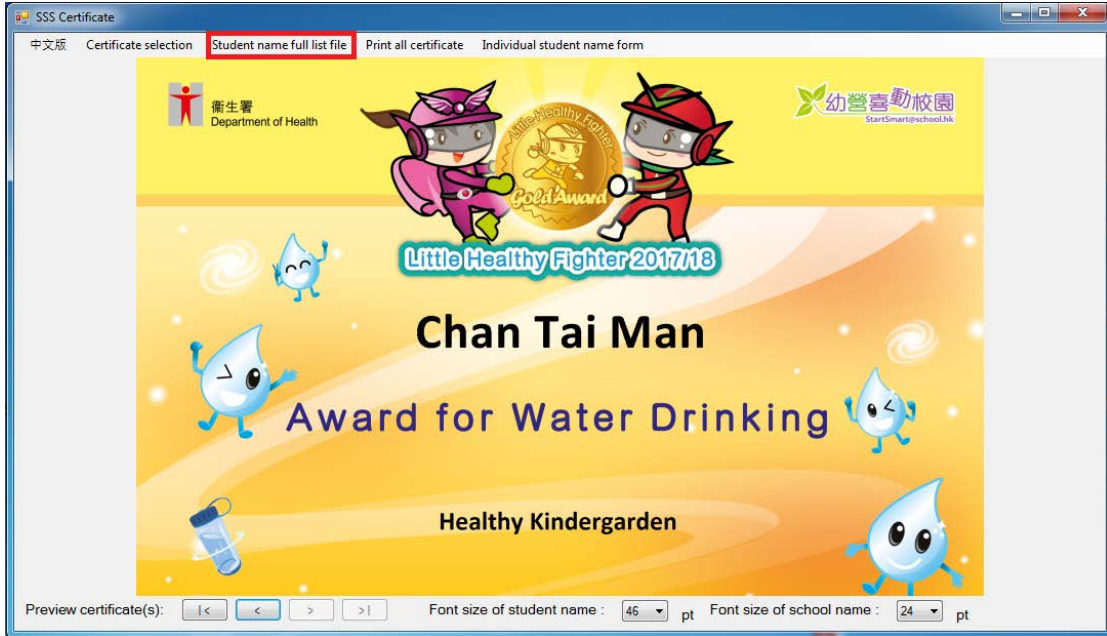 SSS Certificate
中文版 Certificate selection Student name full list file Print all certificate Individual student name form
衞生署
Department of Health
Little Healthy Fighter
Gold Award
幼營喜動校園
StartSmart@school.hk
Little Healthy Fighter 2017/18
Chan Tai Man
Award for Water Drinking
Healthy Kindergarden
Preview certificate(s): |< < > >| Font size of student name : 46 pt Font size of school name : 24 pt